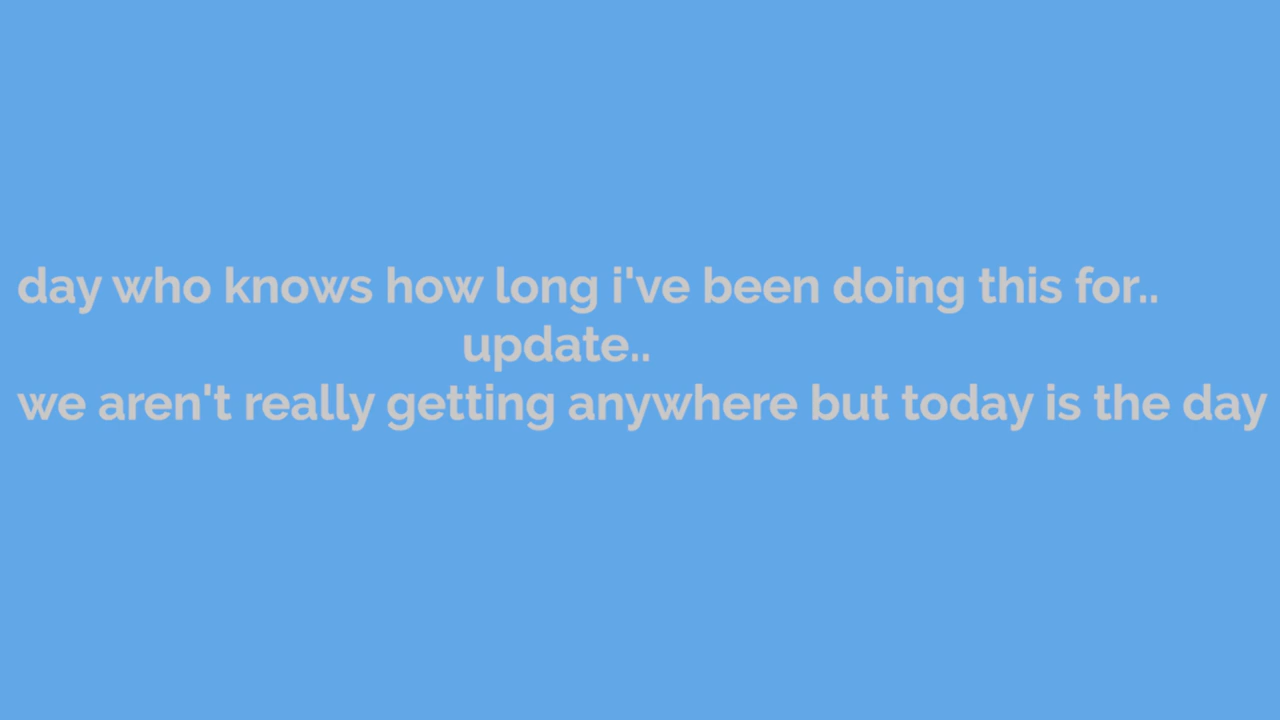 day who knows how long i've been doing this for..
update..
we aren't really getting anywhere but today is the day